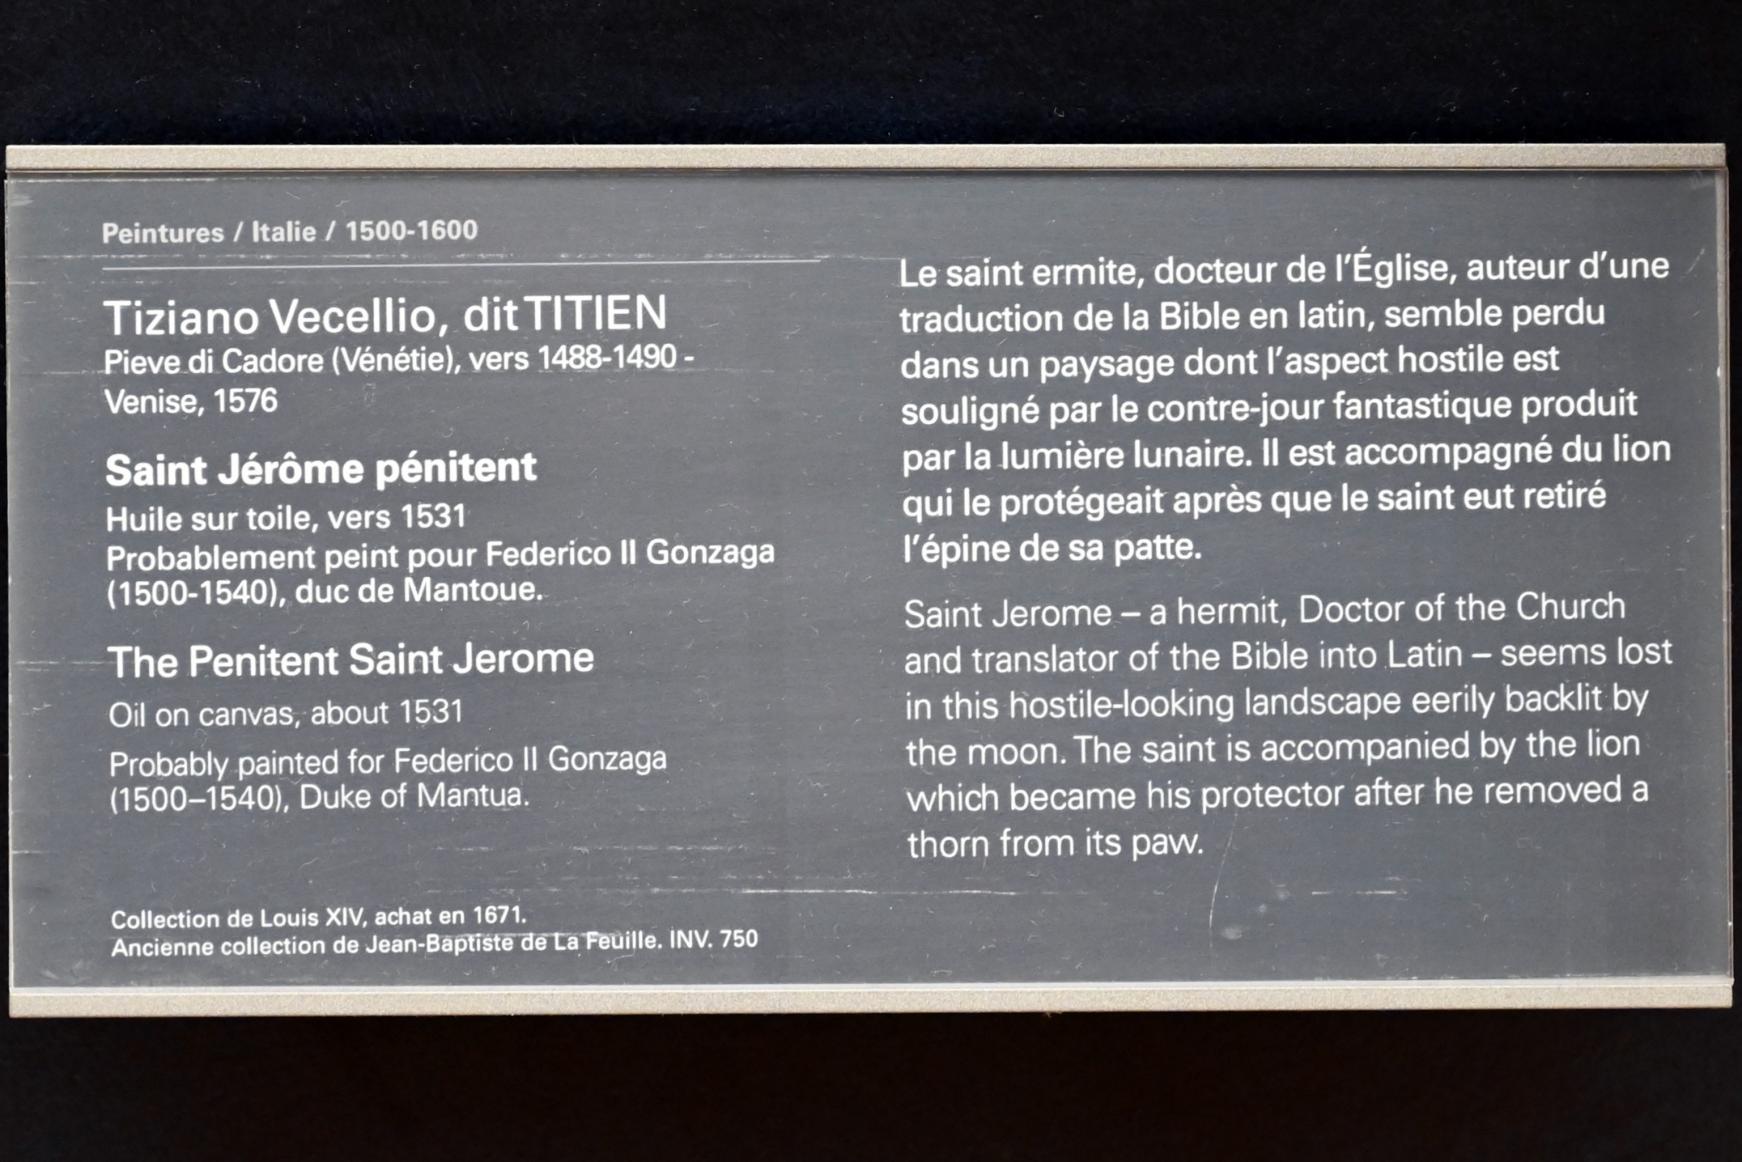 Peintures / Italie / 1500-1600
Tiziano Vecellio, dit TITIEN
Pieve di Cadore (Vénétie), vers 1488-1490 -
Venise, 1576
Saint Jérôme pénitent
Huile sur toile, vers 1531
Probablement peint pour Federico II Gonzaga
(1500-1540), duc de Mantoue.
The Penitent Saint Jerome
Oil on canvas, about 1531
Probably painted for Federico II Gonzaga
(1500–1540), Duke of Mantua.
Collection de Louis XIV, achat en 1671.
Ancienne collection de Jean-Baptiste de La Feuille. INV. 750
Le saint ermite, docteur de l'Église, auteur d'une
traduction de la Bible en latin, semble perdu
dans un paysage dont l'aspect hostile est
souligné par le contre-jour fantastique produit
par la lumière lunaire. Il est accompagné du lion
qui le protégeait après que le saint eut retiré
l'épine de sa patte.
Saint Jerome – a hermit, Doctor of the Church
and translator of the Bible into Latin – seems lost
in this hostile-looking landscape eerily backlit by
the moon. The saint is accompanied by the lion
which became his protector after he removed a
thorn from its paw.